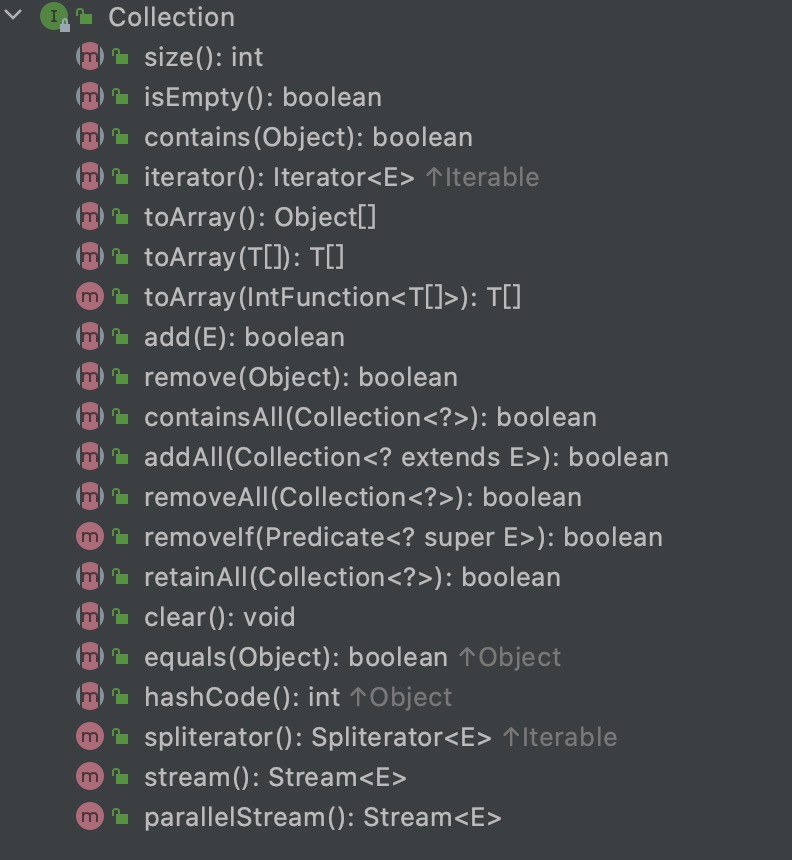 Collection
size(): int
isEmpty(): boolean
contains(Object): boolean
iterator(): Iterator<E> ↑Iterable
toArray(): Object[]
toArray(T[]): T[]
toArray(IntFunction<T[]>): T[]
add(E): boolean
remove(Object): boolean
containsAll(Collection<?>): boolean
addAll(Collection<? extends E>): boolean
removeAll(Collection<?>): boolean
removeIf(Predicate<? super E>): boolean
retainAll(Collection<?>): boolean
clear(): void
equals(Object): boolean ↑Object
hashCode(): int ↑Object
spliterator(): Spliterator<E> ↑Iterable
stream(): Stream<E>
parallelStream(): Stream<E>